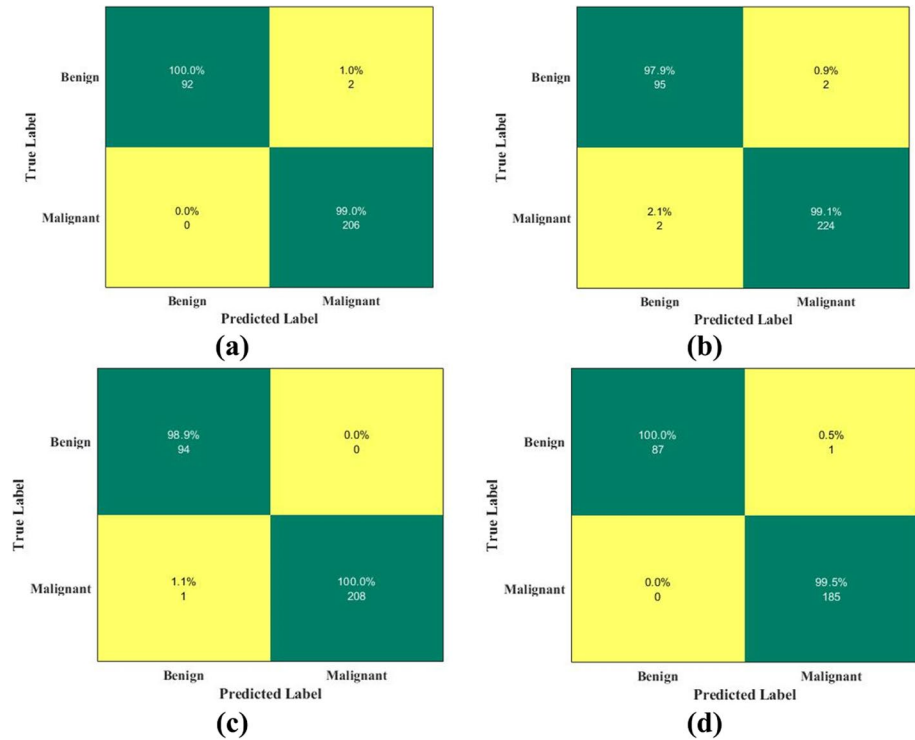 Benign
100.0%
92
1.0%
2
True Label
Malignant
0.0%
0
99.0%
206
Benign
Malignant
Predicted Label
(a)
Benign
97.9%
95
0.9%
2
True Label
Malignant
2.1%
2
99.1%
224
Benign
Malignant
Predicted Label
(b)
Benign
98.9%
94
0.0%
0
True Label
Malignant
1.1%
1
100.0%
208
Benign
Malignant
Predicted Label
(c)
Benign
100.0%
87
0.5%
1
True Label
Malignant
0.0%
0
99.5%
185
Benign
Malignant
Predicted Label
(d)